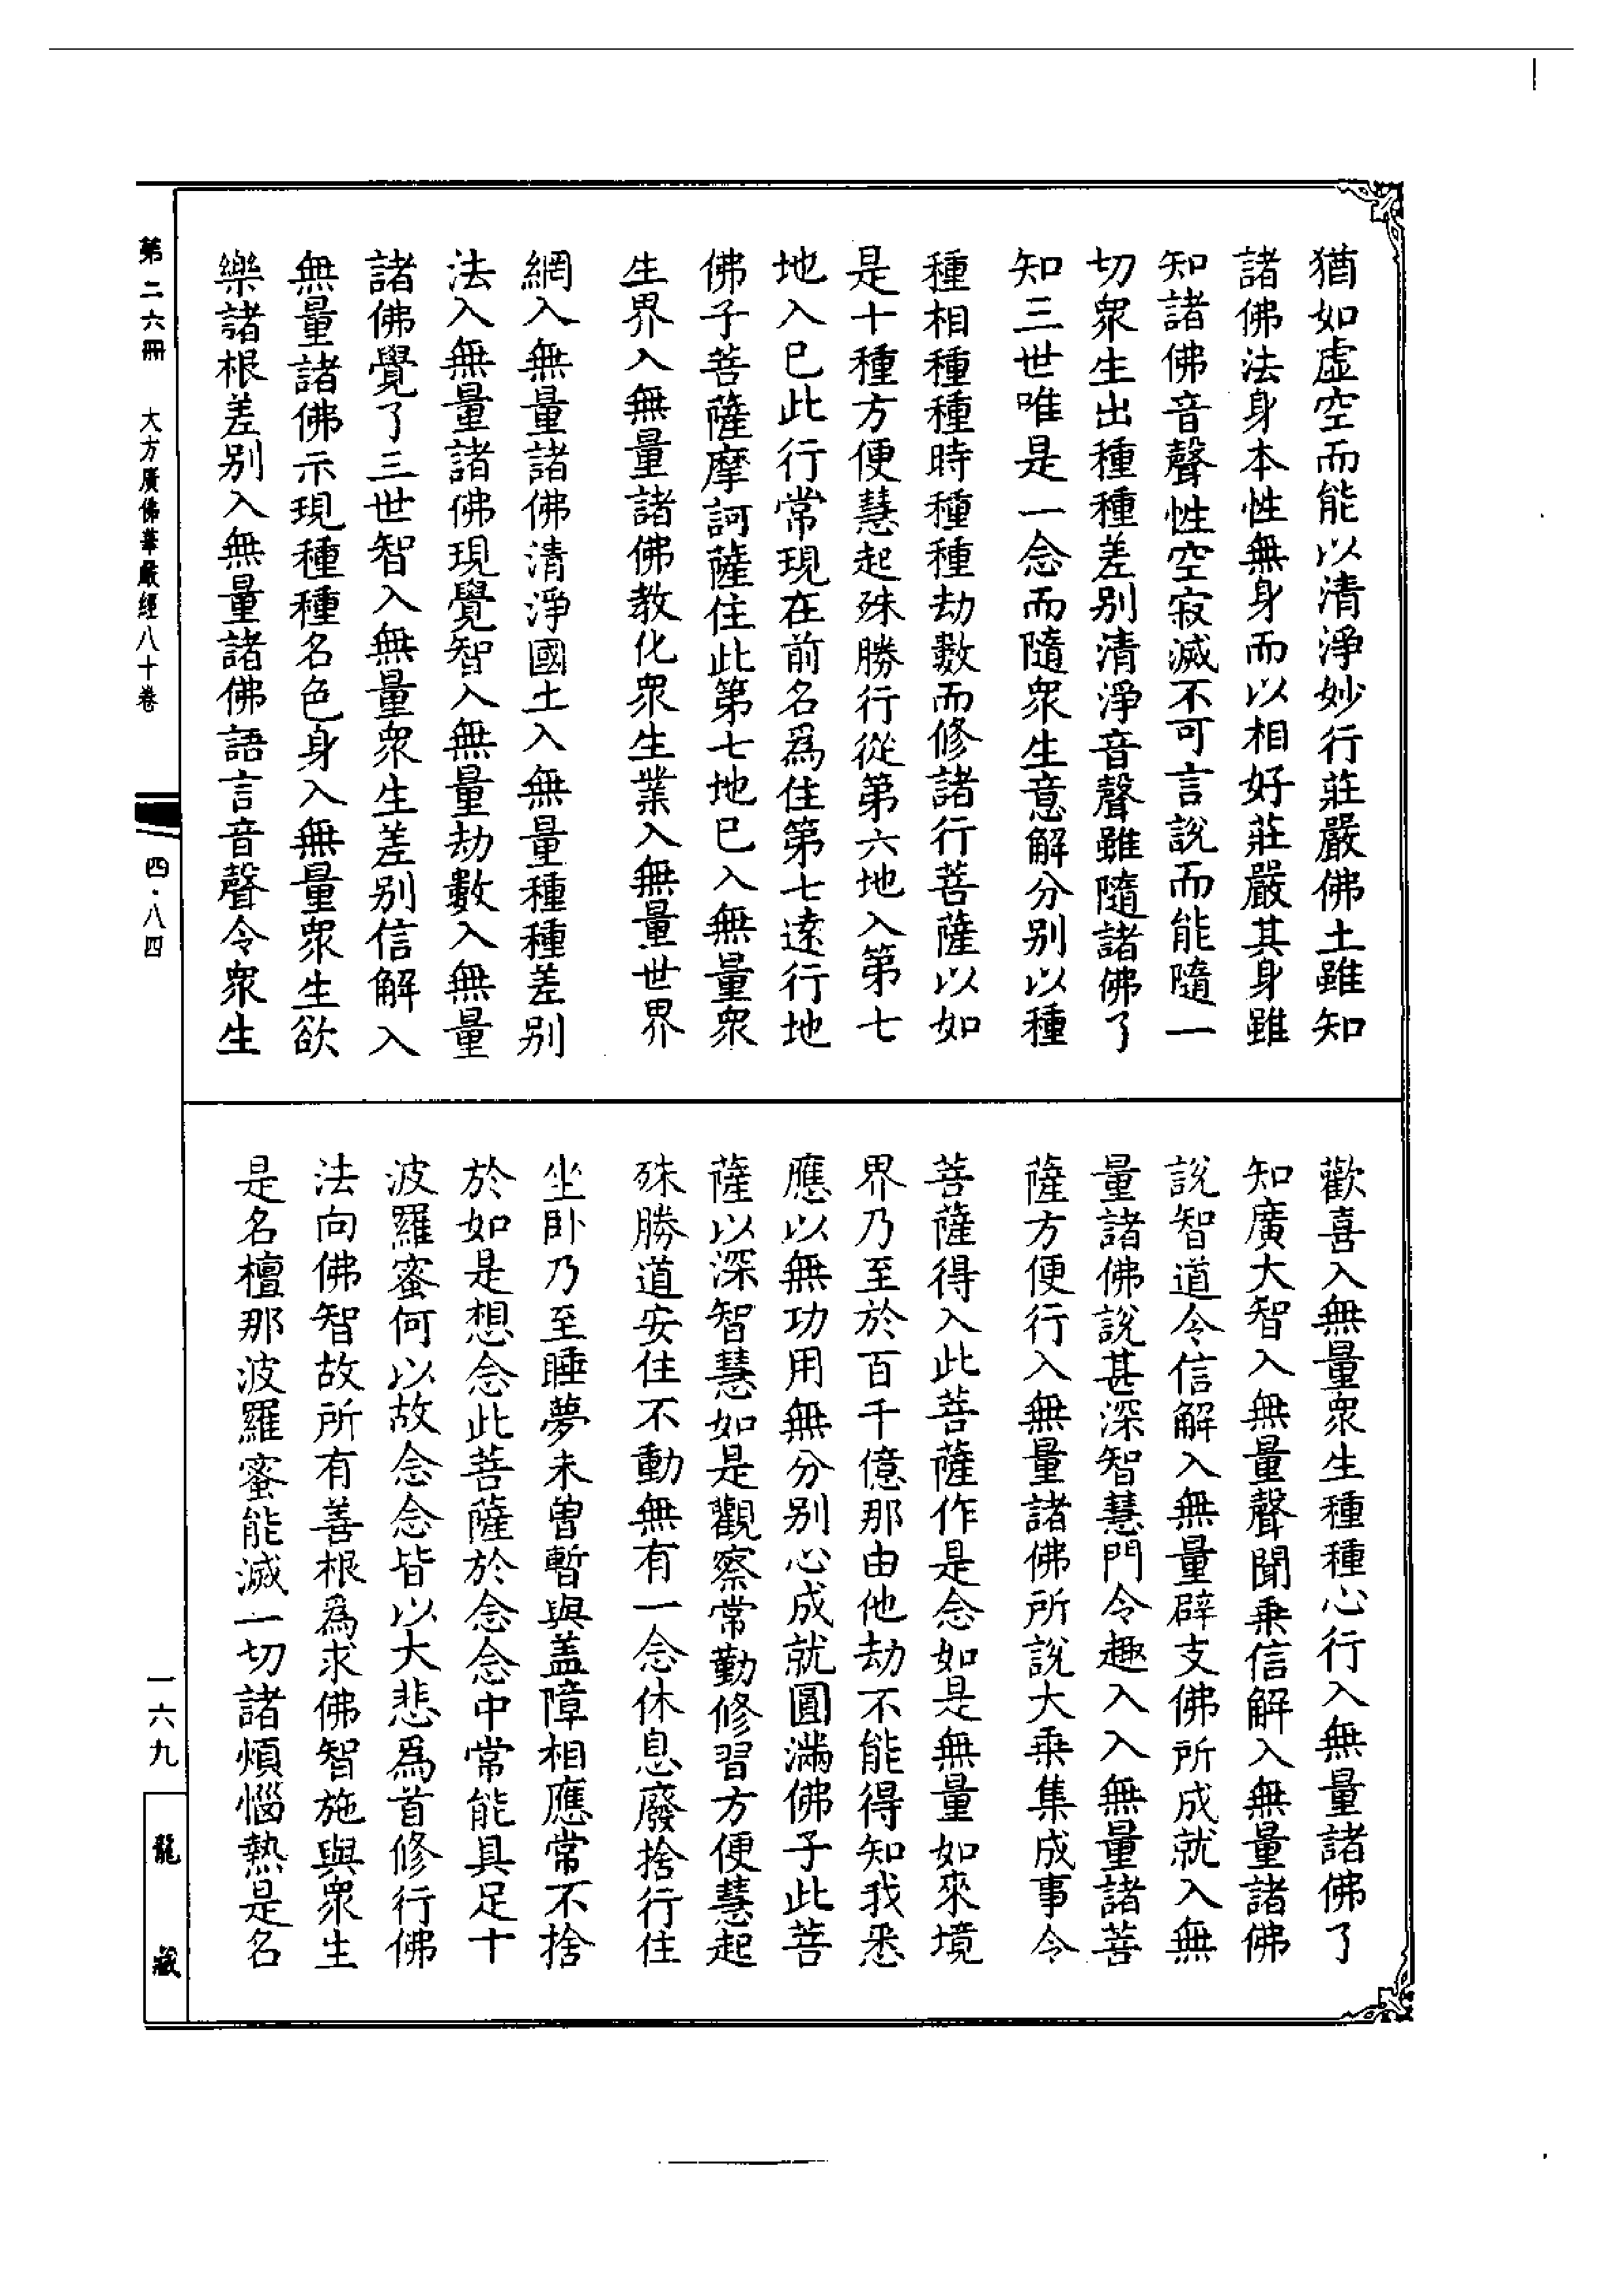 猶如虛空而能以清淨妙行莊嚴佛土雖知
諸佛法身本性無身而以相好莊嚴其身雖
知諸佛音聲性空寂滅不可言說而能隨一
切衆生出種種差别清淨音聲雖隨諸佛了
知三世唯是一念而隨衆生意解分别以種
種相種種時種種劫數而修諸行菩薩以如
是十種方便慧起殊勝行從第六地入第七
地入已此行常現在前名爲住第七遠行地
佛子菩薩摩訶薩住此第七地已入無量衆
生界入無量諸佛教化衆生業入無量世界
網入無量諸佛清淨國土入無量種種差别
法入無量諸佛現覺智入無量劫數入無量
諸佛覺了三世智入無量衆生差别信解入
無量諸佛示現種種名色身入無量衆生欲
樂諸根差别入無量諸佛語言音聲令衆生
歡喜入無量衆生種種心行入無量諸佛了
知廣大智入無量聲聞乘信解入無量諸佛
說智道令信解入無量辟支佛所成就入無
量諸佛說甚深智慧門令趣入入無量諸菩
薩方便行入無量諸佛所說大乘集成事令
菩薩得入此菩薩作是念如是無量如來境
界乃至於百千億那由他劫不能得知我悉
應以無功用無分别心成就圓滿佛子此菩
薩以深智慧如是觀察常勤修習方便慧起
殊勝道安住不動無有一念休息廢捨行住
坐卧乃至睡夢未曾暫與盖障相應常不捨
於如是想念此菩薩於念念中常能具足十
波羅蜜何以故念念皆以大悲爲首修行佛
法向佛智故所有善根爲求佛智施與衆生
是名檀那波羅蜜能滅一切諸煩惱熱是名
第二六冊 大方廣佛華嚴經八十卷
四·八四
一六九
龍藏